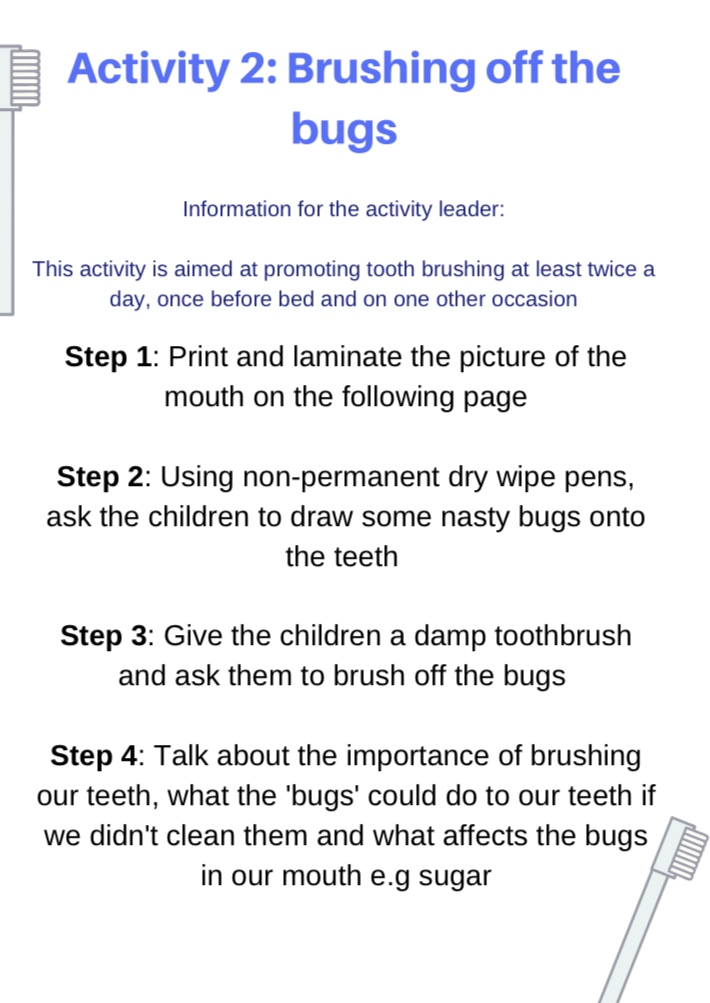 Activity 2: Brushing off the
bugs
Information for the activity leader:
This activity is aimed at promoting tooth brushing at least twice a
day, once before bed and on one other occasion
Step 1: Print and laminate the picture of the
mouth on the following page
Step 2: Using non-permanent dry wipe pens,
ask the children to draw some nasty bugs onto
the teeth
Step 3: Give the children a damp toothbrush
and ask them to brush off the bugs
Step 4: Talk about the importance of brushing
our teeth, what the 'bugs' could do to our teeth if
we didn't clean them and what affects the bugs
in our mouth e.g sugar